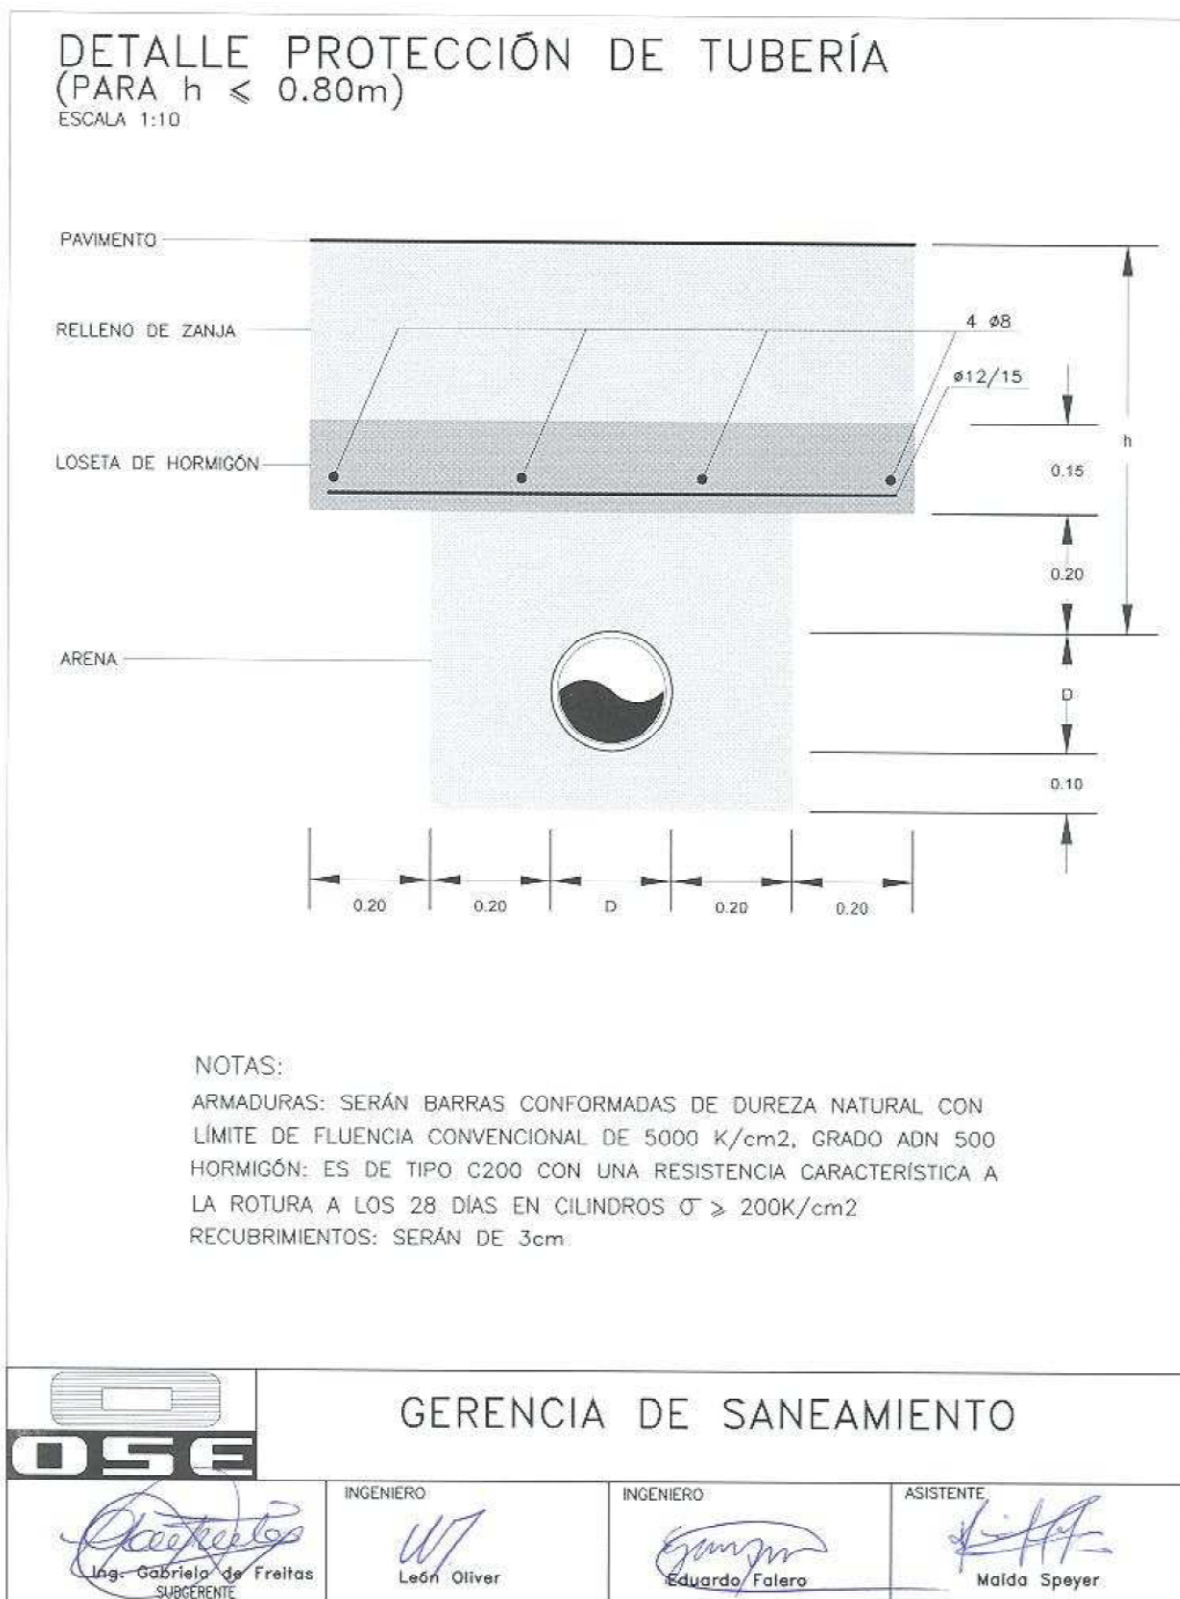 DETALLE PROTECCIÓN DE TUBERÍA
(PARA h ⩽ 0.80m)
ESCALA 1:10
PAVIMENTO
RELLENO DE ZANJA
4 ø8
ø12/15
h
LOSETA DE HORMIGÓN
0.15
0.20
ARENA
D
0.10
0.20
0.20
D
0.20
0.20
NOTAS:
ARMADURAS: SERÁN BARRAS CONFORMADAS DE DUREZA NATURAL CON
LÍMITE DE FLUENCIA CONVENCIONAL DE 5000 K/cm2, GRADO ADN 500
HORMIGÓN: ES DE TIPO C200 CON UNA RESISTENCIA CARACTERÍSTICA A
LA ROTURA A LOS 28 DÍAS EN CILINDROS σ ⩾ 200K/cm2
RECUBRIMIENTOS: SERÁN DE 3cm
OSE
GERENCIA DE SANEAMIENTO
Ing. Gabriela de Freitas
SUBGERENTE
INGENIERO
León Oliver
INGENIERO
Eduardo Falero
ASISTENTE
Maida Speyer